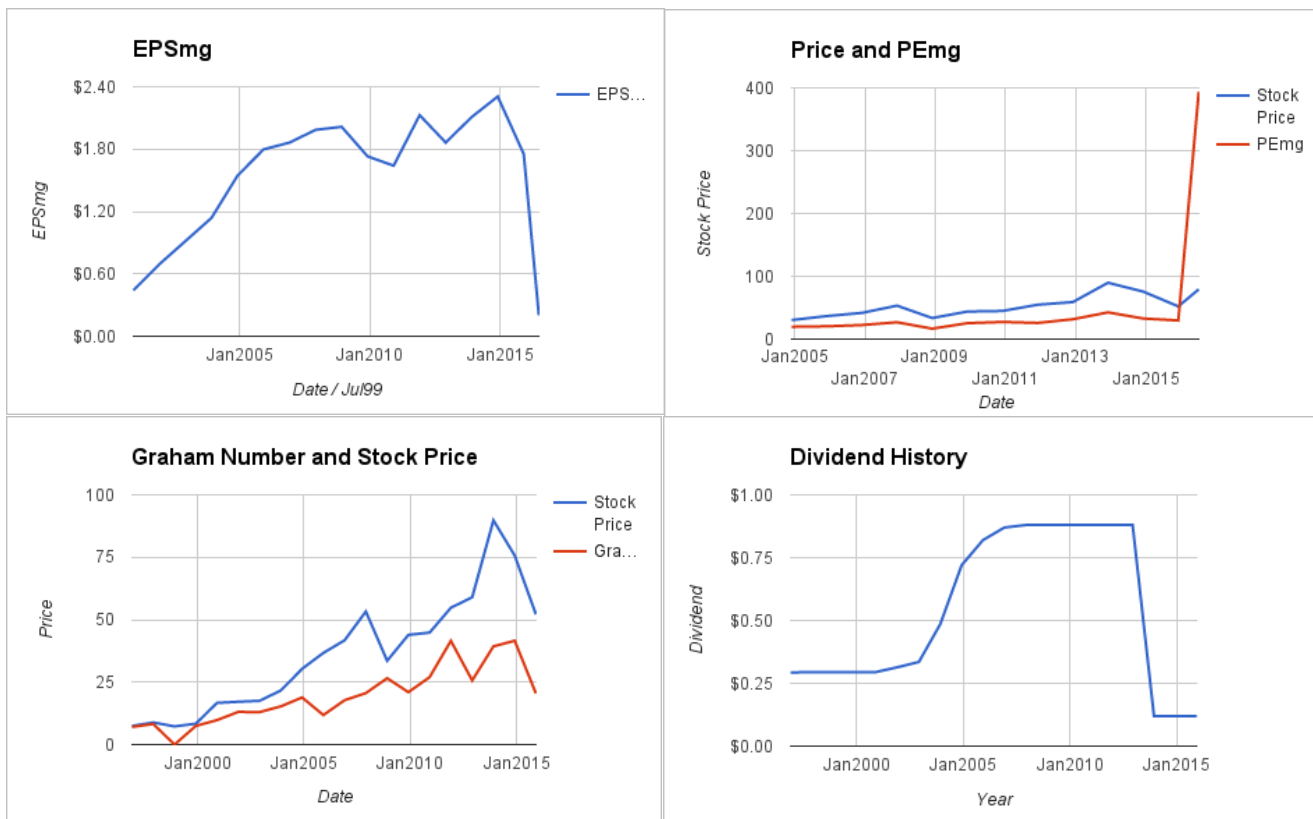 EPSmg
$2.40
$1.80
$1.20
$0.60
$0.00
EPSmg
Jan2005
Jan2010
Jan2015
Date / Jul99
EPS...
Price and PEmg
400
300
200
100
0
Stock Price
Jan2005
Jan2009
Jan2013
Jan2007
Jan2011
Jan2015
Date
Stock
Price
PEmg
Graham Number and Stock Price
100
75
50
25
0
Price
Jan2000
Jan2005
Jan2010
Jan2015
Date
Stock
Price
Gra...
Dividend History
$1.00
$0.75
$0.50
$0.25
$0.00
Dividend
Jan2000
Jan2005
Jan2010
Jan2015
Year